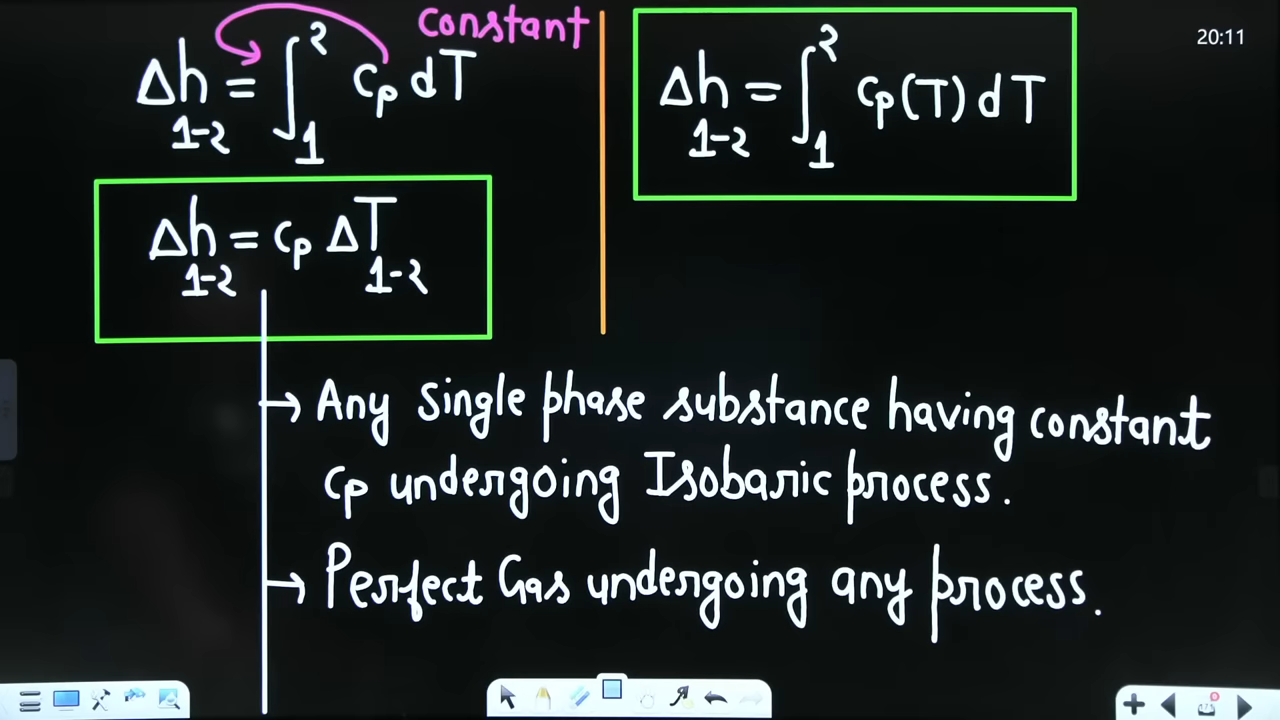 constant
Δh = ∫ cp dT
1-2 1 2
Δh = cp ΔT
1-2 1-2
Δh = ∫ cp(T) dT
1-2 1 2
20:11
→ Any single phase substance having constant
cp undergoing Isobaric process.
→ Perfect Gas undergoing any process.